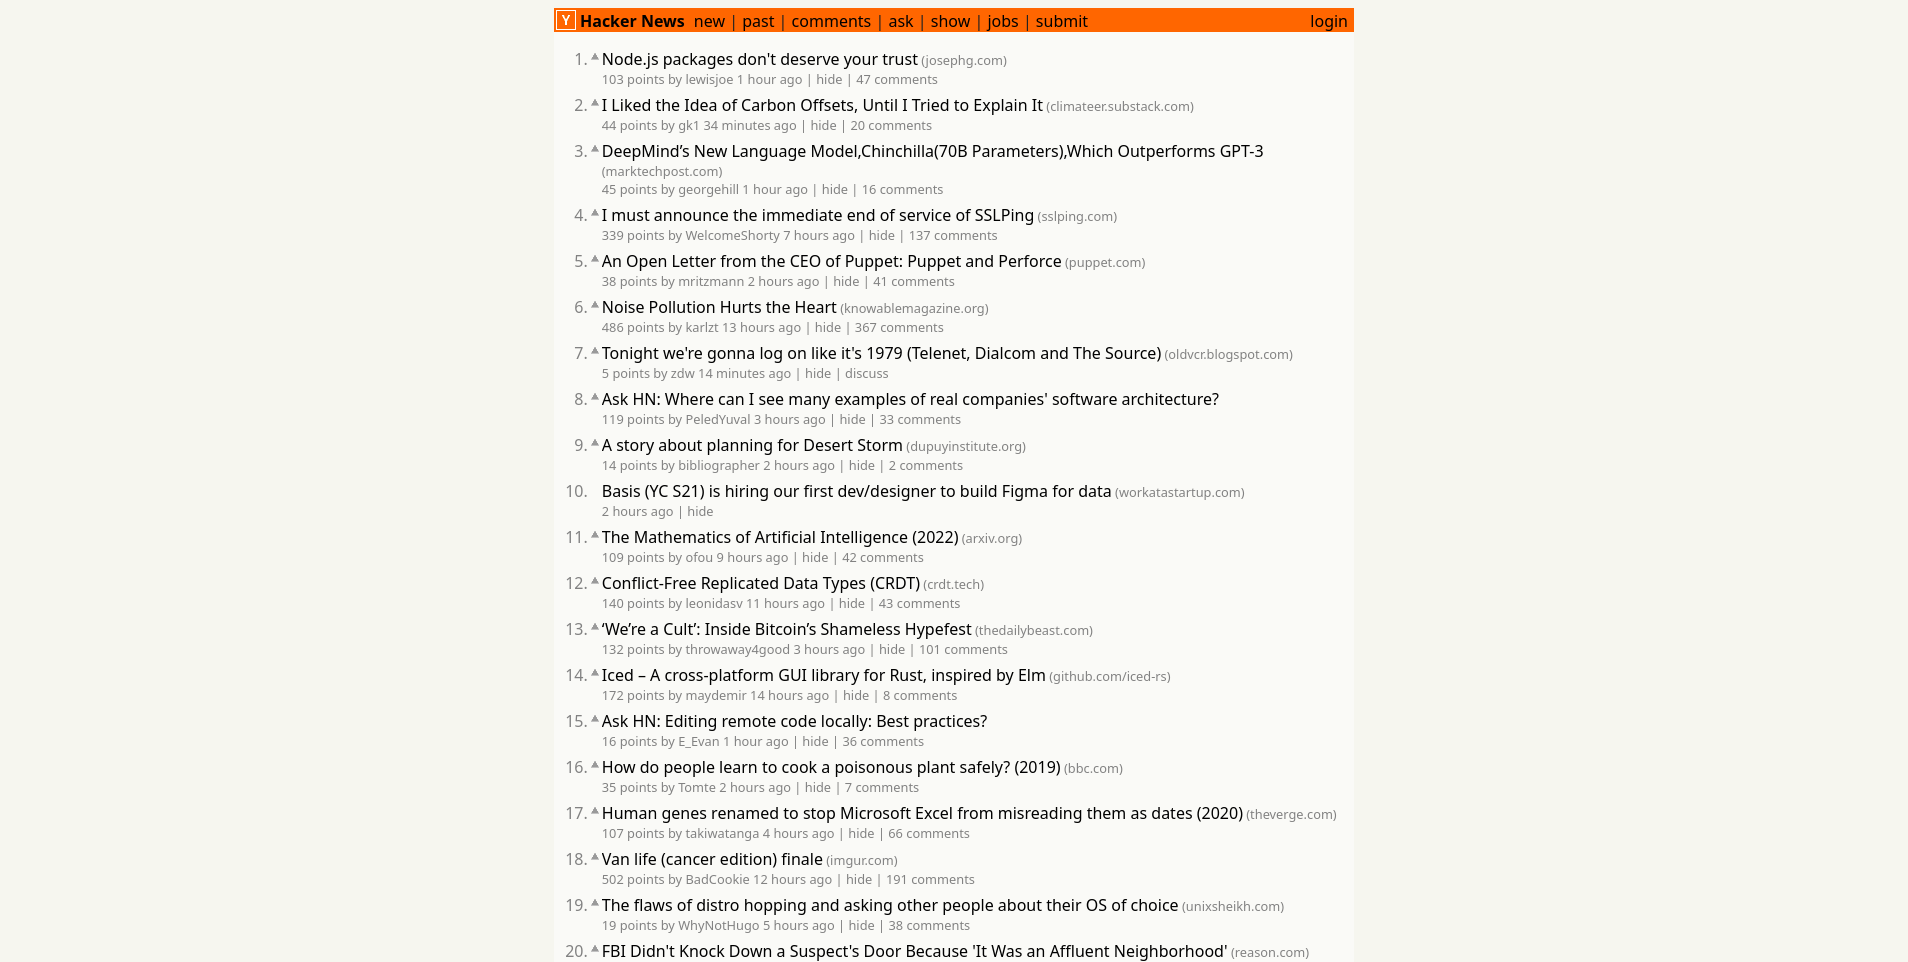 Y Hacker News new | past | comments | ask | show | jobs | submit login
1. Node.js packages don't deserve your trust (josephg.com)
103 points by lewisjoe 1 hour ago | hide | 47 comments
2. I Liked the Idea of Carbon Offsets, Until I Tried to Explain It (climateer.substack.com)
44 points by gk1 34 minutes ago | hide | 20 comments
3. DeepMind’s New Language Model,Chinchilla(70B Parameters),Which Outperforms GPT-3
(marktechpost.com)
45 points by georgehill 1 hour ago | hide | 16 comments
4. I must announce the immediate end of service of SSLPing (sslping.com)
339 points by WelcomeShorty 7 hours ago | hide | 137 comments
5. An Open Letter from the CEO of Puppet: Puppet and Perforce (puppet.com)
38 points by mritzmann 2 hours ago | hide | 41 comments
6. Noise Pollution Hurts the Heart (knowablemagazine.org)
486 points by karlzt 13 hours ago | hide | 367 comments
7. Tonight we're gonna log on like it's 1979 (Telenet, Dialcom and The Source) (oldvcr.blogspot.com)
5 points by zdw 14 minutes ago | hide | discuss
8. Ask HN: Where can I see many examples of real companies' software architecture?
119 points by PeledYuval 3 hours ago | hide | 33 comments
9. A story about planning for Desert Storm (dupuyinstitute.org)
14 points by bibliographer 2 hours ago | hide | 2 comments
10. Basis (YC S21) is hiring our first dev/designer to build Figma for data (workatastartup.com)
2 hours ago | hide
11. The Mathematics of Artificial Intelligence (2022) (arxiv.org)
109 points by ofou 9 hours ago | hide | 42 comments
12. Conflict-Free Replicated Data Types (CRDT) (crdt.tech)
140 points by leonidasv 11 hours ago | hide | 43 comments
13. ‘We’re a Cult’: Inside Bitcoin’s Shameless Hypefest (thedailybeast.com)
132 points by throwaway4good 3 hours ago | hide | 101 comments
14. Iced – A cross-platform GUI library for Rust, inspired by Elm (github.com/iced-rs)
172 points by maydemir 14 hours ago | hide | 8 comments
15. Ask HN: Editing remote code locally: Best practices?
16 points by E_Evan 1 hour ago | hide | 36 comments
16. How do people learn to cook a poisonous plant safely? (2019) (bbc.com)
35 points by Tomte 2 hours ago | hide | 7 comments
17. Human genes renamed to stop Microsoft Excel from misreading them as dates (2020) (theverge.com)
107 points by takiwatanga 4 hours ago | hide | 66 comments
18. Van life (cancer edition) finale (imgur.com)
502 points by BadCookie 12 hours ago | hide | 191 comments
19. The flaws of distro hopping and asking other people about their OS of choice (unixsheikh.com)
19 points by WhyNotHugo 5 hours ago | hide | 38 comments
20. FBI Didn't Knock Down a Suspect's Door Because 'It Was an Affluent Neighborhood' (reason.com)